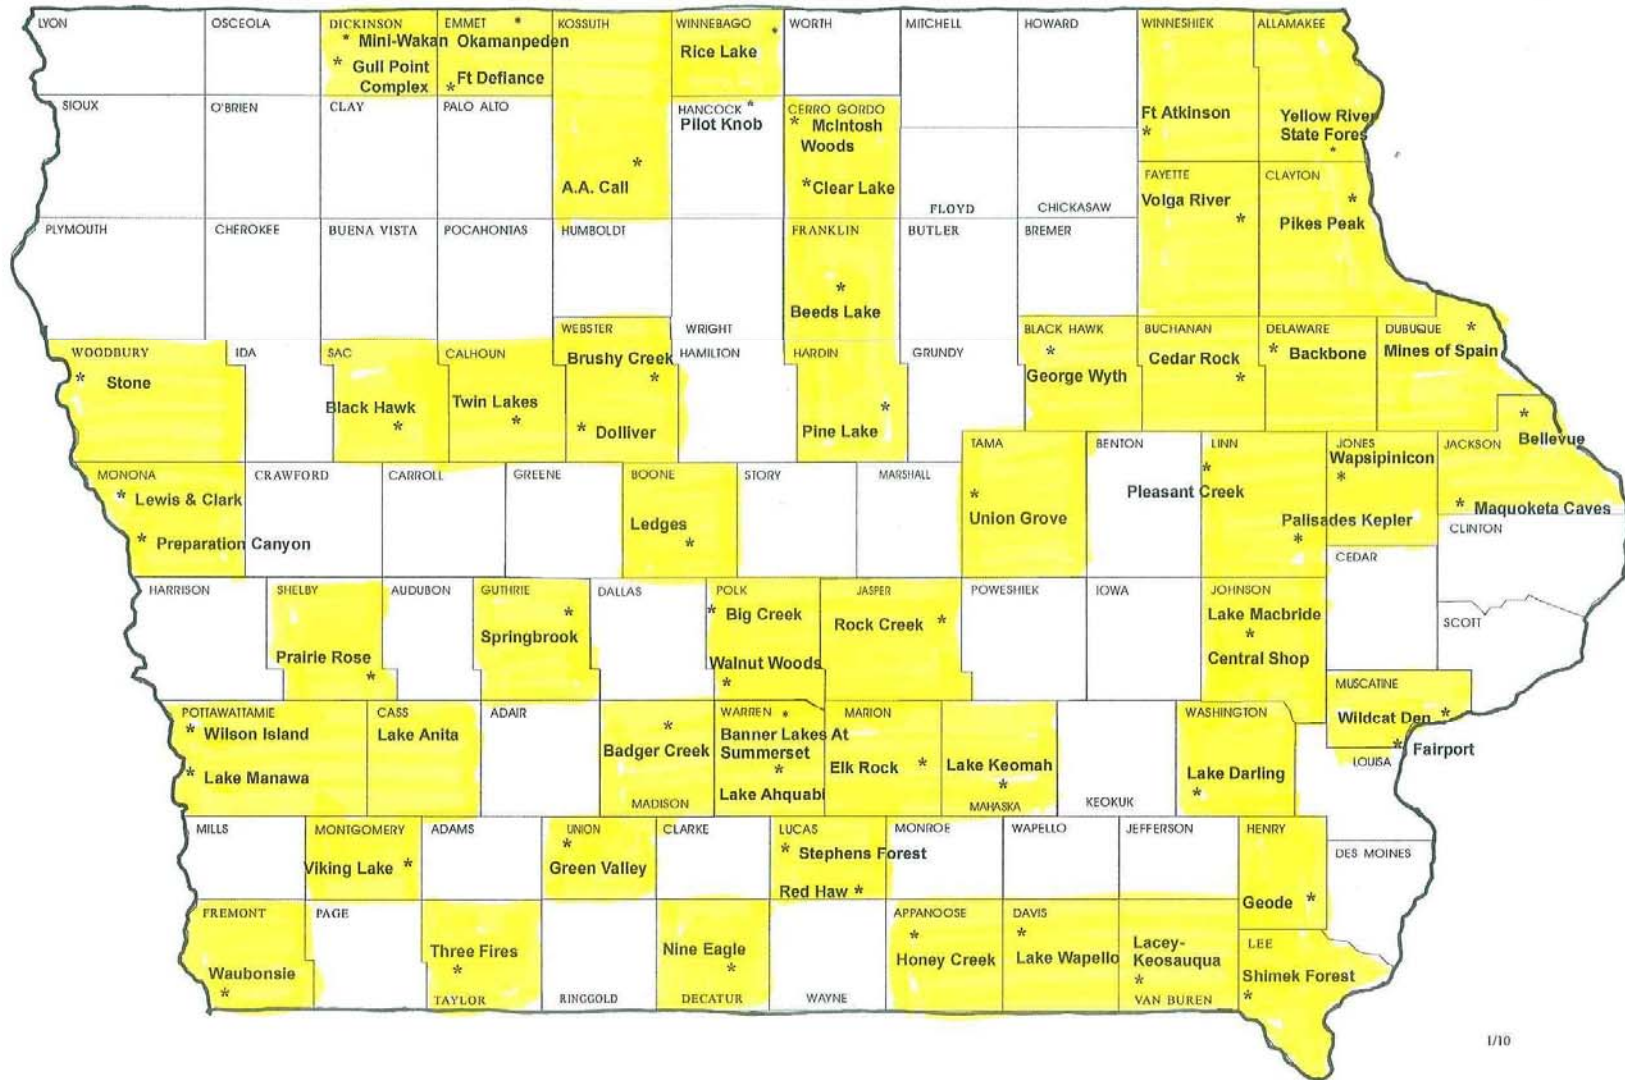 LYON
OSCEOLA
DICKINSON
* Mini-Wakan
* Gull Point
Complex
EMMET *
Okamanpeden
* Ft Defiance
KOSSUTH
*
A.A. Call
WINNEBAGO *
Rice Lake
WORTH
MITCHELL
HOWARD
WINNESHIEK
Ft Atkinson
*
ALLAMAKEE
Yellow River
State Fores
*
SIOUX
O'BRIEN
CLAY
PALO ALTO
HANCOCK *
Pilot Knob
CERRO GORDO
* McIntosh
Woods
* Clear Lake
FLOYD
CHICKASAW
FAYETTE
Volga River
*
CLAYTON
*
Pikes Peak
PLYMOUTH
CHEROKEE
BUENA VISTA
POCAHONTAS
HUMBOLDT
WRIGHT
FRANKLIN
*
Beeds Lake
BUTLER
BREMER
WOODBURY
* Stone
IDA
SAC
Black Hawk
*
CALHOUN
Twin Lakes
*
WEBSTER
Brushy Creek
*
* Dolliver
HAMILTON
HARDIN
*
Pine Lake
GRUNDY
BLACK HAWK
*
George Wyth
BUCHANAN
Cedar Rock
*
DELAWARE
* Backbone
DUBUQUE *
Mines of Spain
MONONA
* Lewis & Clark
* Preparation Canyon
CRAWFORD
CARROLL
GREENE
BOONE
Ledges
*
STORY
MARSHALL
TAMA
*
Union Grove
BENTON
LINN
*
Pleasant Creek
Palisades Kepler
*
JONES
Wapsipinicon
*
JACKSON
*
Bellevue
* Maquoketa Caves
CLINTON
CEDAR
HARRISON
SHELBY
Prairie Rose
*
AUDUBON
GUTHRIE
*
Springbrook
DALLAS
POLK
* Big Creek
Walnut Woods
*
JASPER
Rock Creek *
POWESHIEK
IOWA
JOHNSON
Lake Macbride
*
Central Shop
SCOTT
MUSCATINE
Wildcat Den *
* Fairport
LOUISA
POTTAWATTAMIE
* Wilson Island
* Lake Manawa
CASS
Lake Anita
ADAIR
*
Badger Creek
MADISON
WARREN *
Banner Lakes At
Summerset
*
Lake Ahquabi
MARION
Elk Rock *
Lake Keomah
*
MAHASKA
KEOKUK
WASHINGTON
Lake Darling
*
MILLS
MONTGOMERY
Viking Lake *
ADAMS
UNION
*
Green Valley
CLARKE
LUCAS
* Stephens Forest
Red Haw *
MONROE
WAPELLO
JEFFERSON
HENRY
Geode *
DES MOINES
FREMONT
Waubonsie
*
PAGE
Three Fires
*
TAYLOR
RINGGOLD
Nine Eagle
*
DECATUR
WAYNE
APPANOOSE
*
Honey Creek
DAVIS
*
Lake Wapello
Lacey-
Keosauqua
*
VAN BUREN
LEE
Shimek Forest
*
1/10